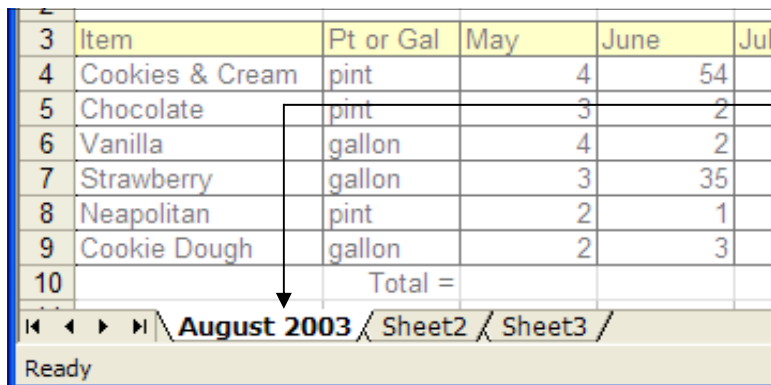 3 Item Pt or Gal May June Jul
4 Cookies & Cream pint 4 54
5 Chocolate pint 3 2
6 Vanilla gallon 4 2
7 Strawberry gallon 3 35
8 Neapolitan pint 2 1
9 Cookie Dough gallon 2 3
10 Total =
August 2003 Sheet2 Sheet3
Ready